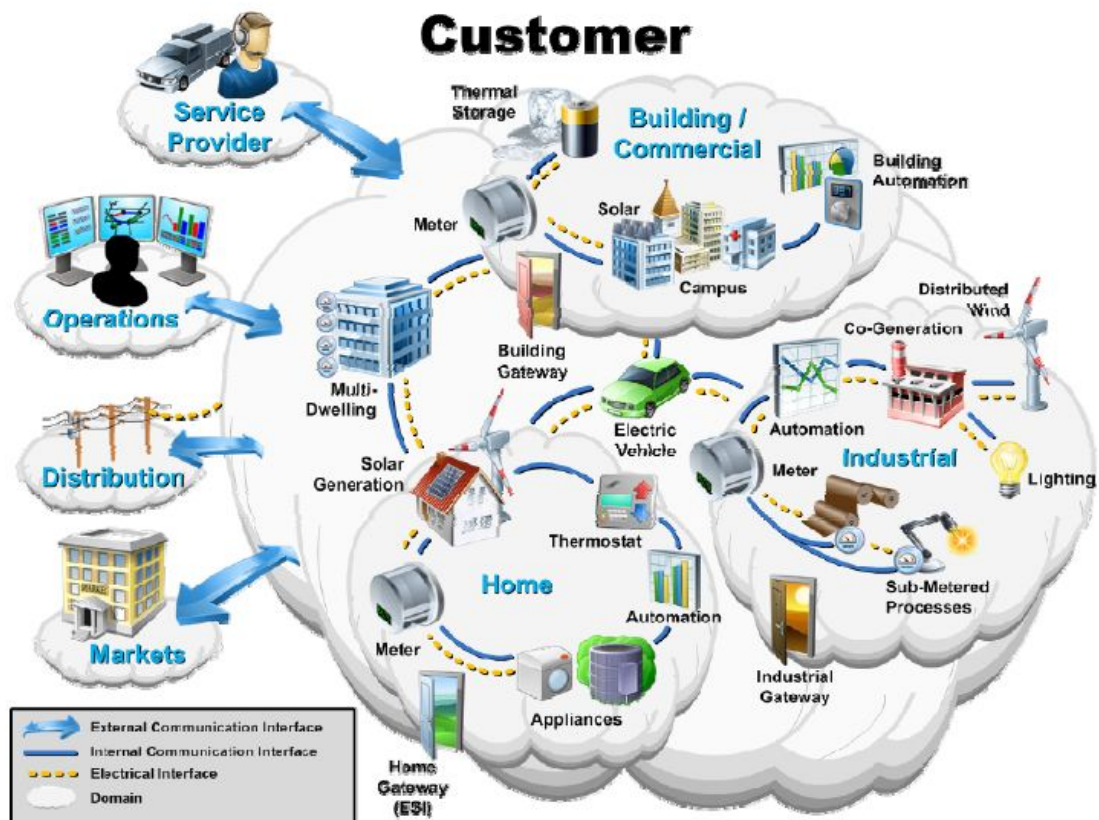 Customer
Service
Provider
Thermal
Storage
Building /
Commercial
Building
Automation
Meter
Solar
Campus
Operations
Multi-
Dwelling
Building
Gateway
Distributed
Wind
Co-Generation
Electric
Vehicle
Automation
Meter
Industrial
Lighting
Distribution
Solar
Generation
Thermostat
Sub-Metered
Processes
Home
Automation
Meter
Markets
Industrial
Gateway
Appliances
Home
Gateway
(ESI)
External Communication Interface
Internal Communication Interface
Electrical Interface
Domain